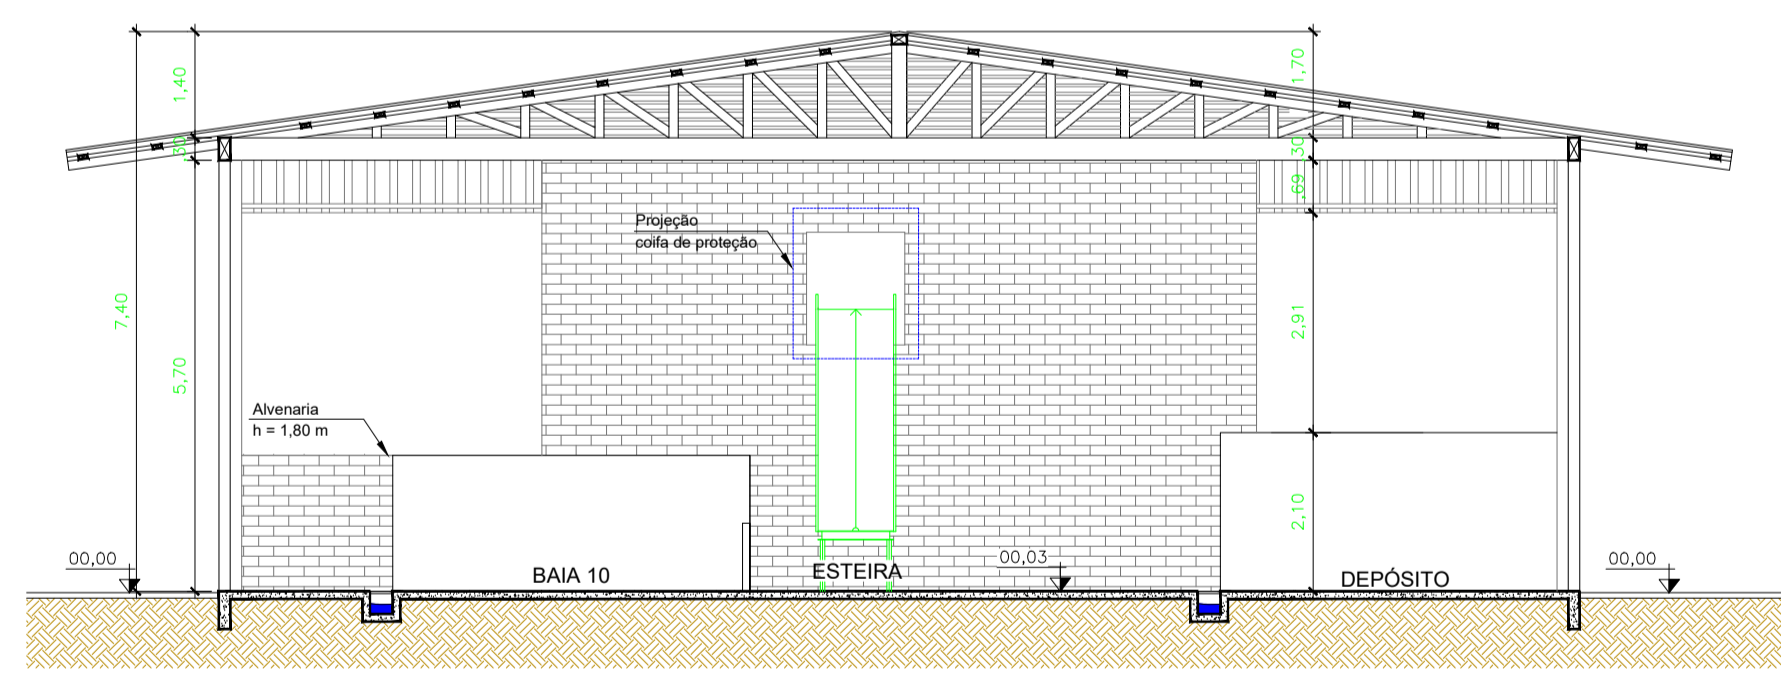 1,40
1,70
,30
,30
,69
Projeção
coifa de proteção
7,40
2,91
5,70
Alvenaria
h = 1,80 m
2,10
00,00
00,03
00,00
BAIA 10
ESTEIRA
DEPÓSITO